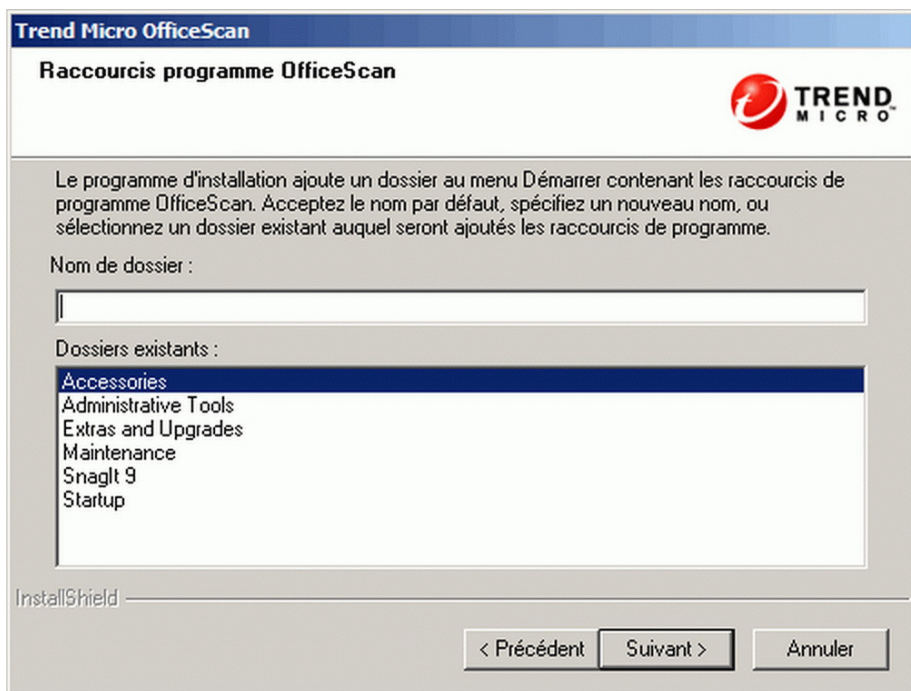 Trend Micro OfficeScan
Raccourcis programme OfficeScan
TREND
MICRO
Le programme d'installation ajoute un dossier au menu Démarrer contenant les raccourcis de
programme OfficeScan. Acceptez le nom par défaut, spécifiez un nouveau nom, ou
sélectionnez un dossier existant auquel seront ajoutés les raccourcis de programme.
Nom de dossier :
Dossiers existants :
Accessories
Administrative Tools
Extras and Upgrades
Maintenance
SnagIt 9
Startup
InstallShield
< Précédent
Suivant >
Annuler